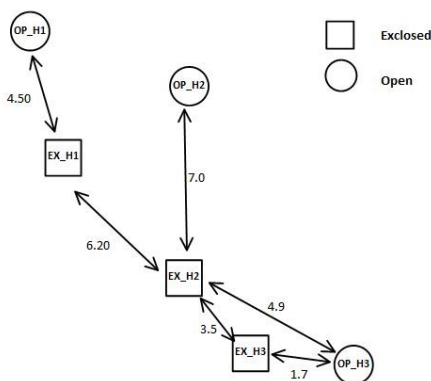 OP_H1
Exclosed
Open
OP_H2
4.50
EX_H1
7.0
6.20
EX_H2
4.9
3.5
EX_H3
OP_H3
1.7